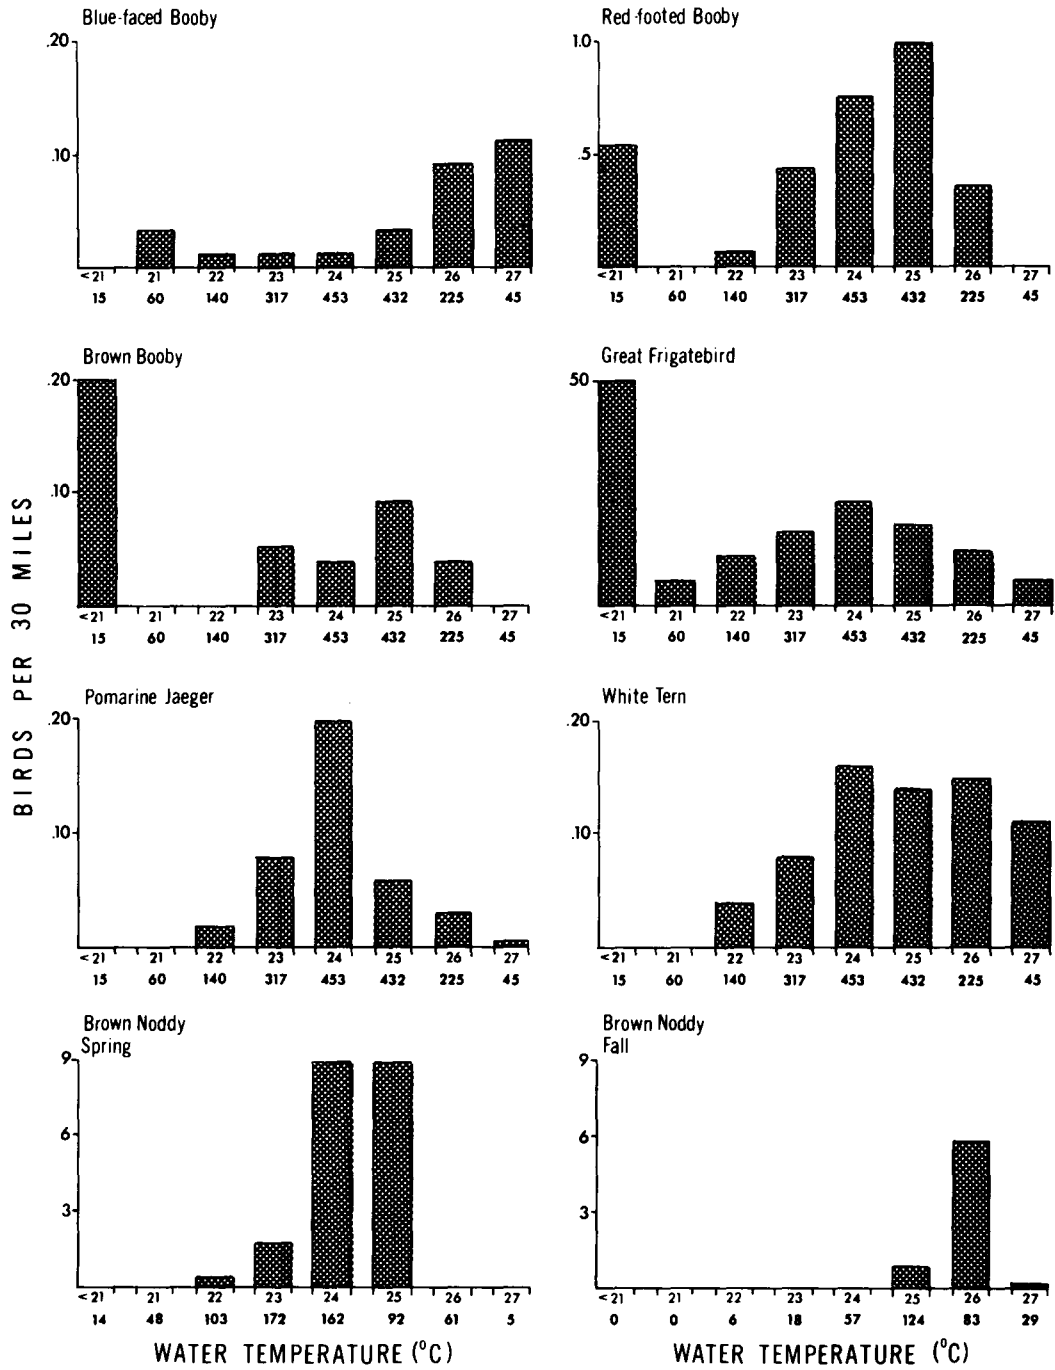 Blue-faced Booby
.20
.10
<21 21 22 23 24 25 26 27
15 60 140 317 453 432 225 45
Red-footed Booby
1.0
.5
<21 21 22 23 24 25 26 27
15 60 140 317 453 432 225 45
Brown Booby
.20
.10
<21 21 22 23 24 25 26 27
15 60 140 317 453 432 225 45
Great Frigatebird
50
<21 21 22 23 24 25 26 27
15 60 140 317 453 432 225 45
BIRDS PER 30 MILES
Pomarine Jaeger
.20
.10
<21 21 22 23 24 25 26 27
15 60 140 317 453 432 225 45
White Tern
.20
.10
<21 21 22 23 24 25 26 27
15 60 140 317 453 432 225 45
Brown Noddy
Spring
9
6
3
<21 21 22 23 24 25 26 27
14 48 103 172 162 92 61 5
WATER TEMPERATURE (°C)
Brown Noddy
Fall
9
6
3
<21 21 22 23 24 25 26 27
0 0 6 18 57 124 83 29
WATER TEMPERATURE (°C)